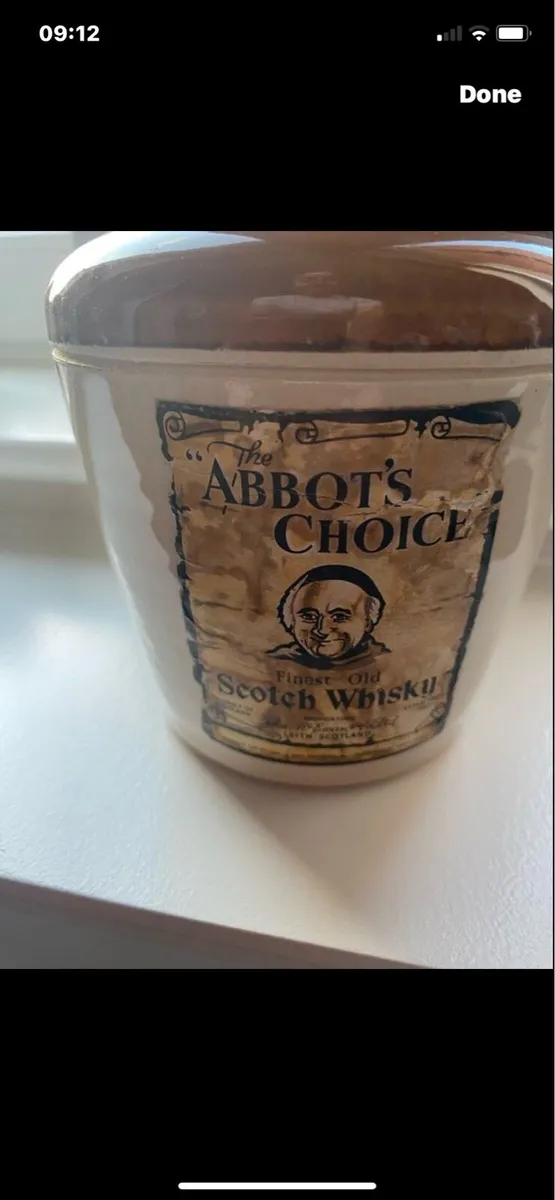 09:12
Done
“The
ABBOT'S
CHOICE
Finest Old
Scotch Whisky
LEITH SCOTLAND